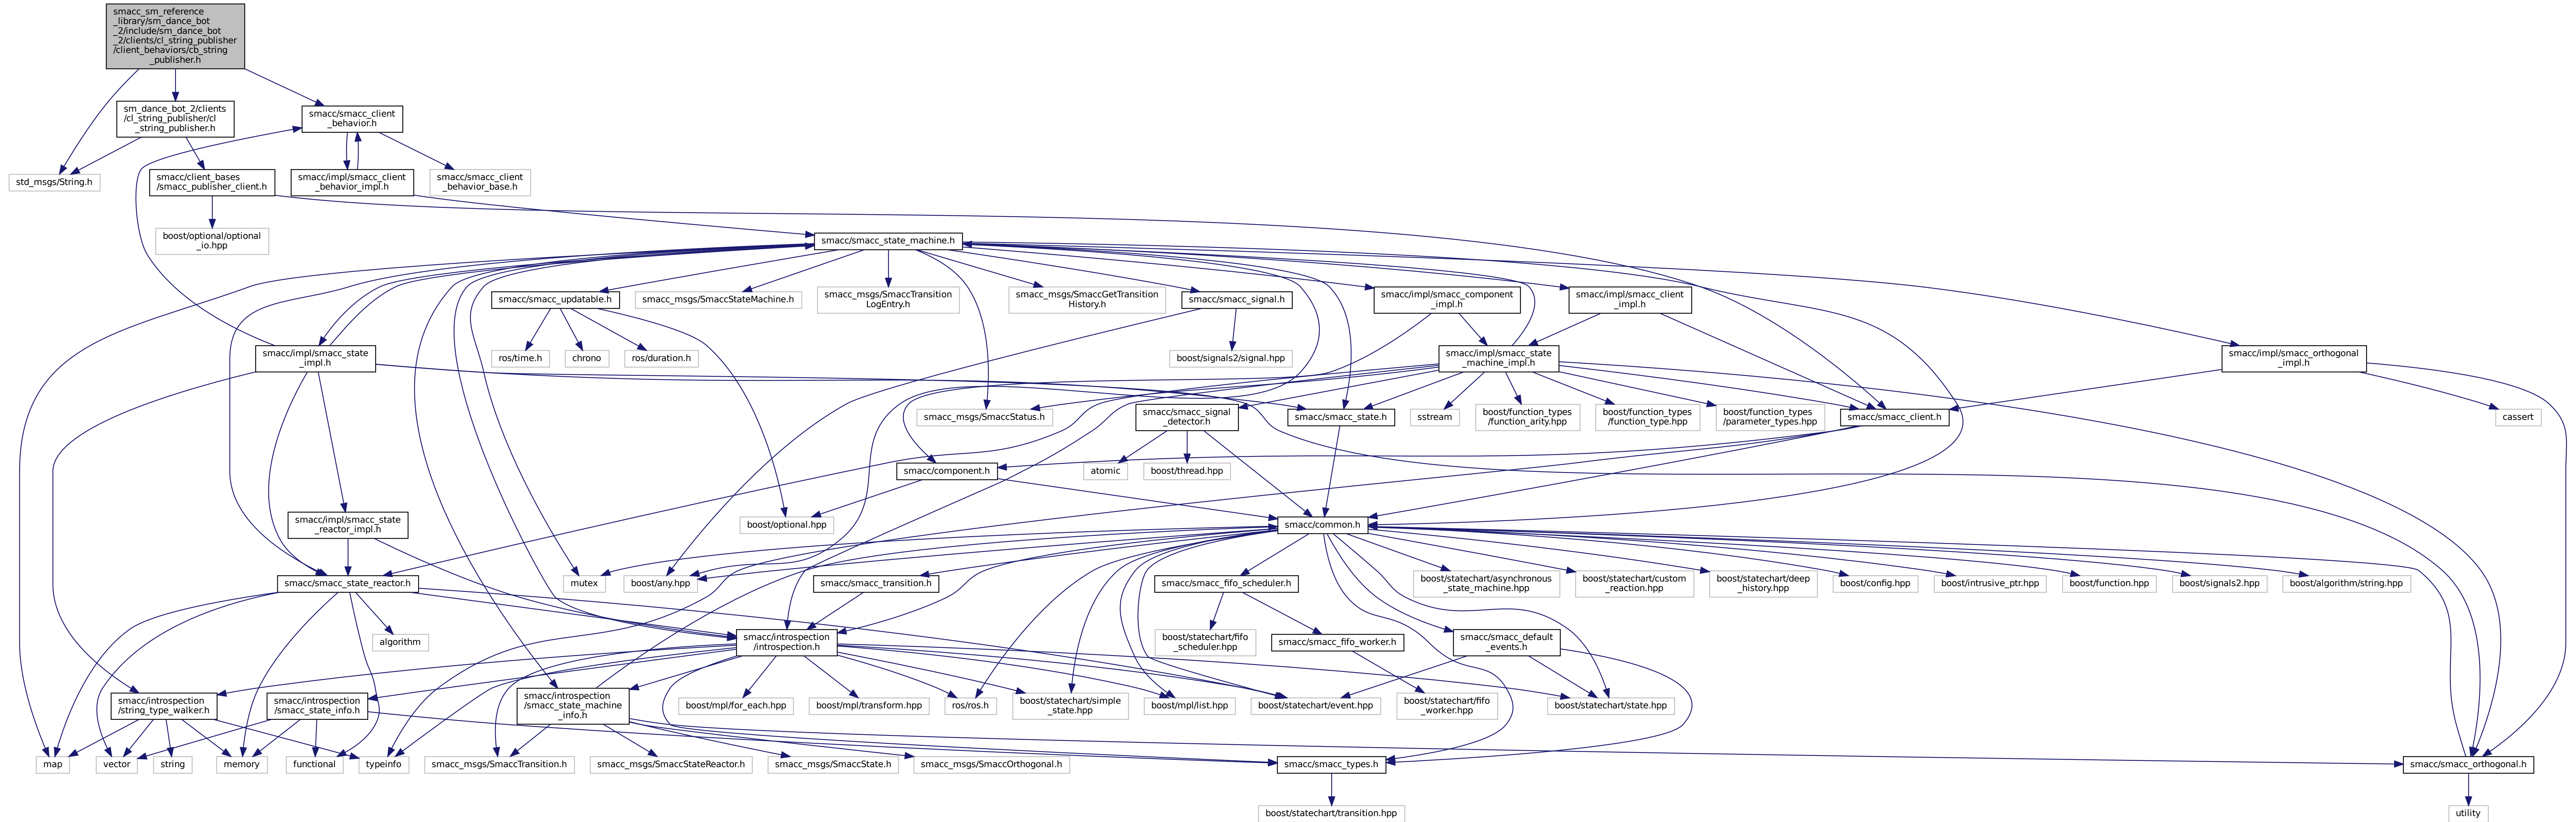 smacc_sm_reference
_library/sm_dance_bot
_2/include/sm_dance_bot
_2/clients/cl_string_publisher
/client_behaviors/cb_string
_publisher.h
sm_dance_bot_2/clients
/cl_string_publisher/cl
_string_publisher.h
smacc/smacc_client
_behavior.h
std_msgs/String.h
smacc/client_bases
/smacc_publisher_client.h
smacc/impl/smacc_client
_behavior_impl.h
smacc/smacc_client
_behavior_base.h
boost/optional/optional
_io.hpp
smacc/smacc_state_machine.h
smacc/smacc_updatable.h
smacc_msgs/SmaccStateMachine.h
smacc_msgs/SmaccTransition
LogEntry.h
smacc_msgs/SmaccGetTransition
History.h
smacc/smacc_signal.h
smacc/impl/smacc_component
_impl.h
smacc/impl/smacc_client
_impl.h
smacc/impl/smacc_state
_impl.h
ros/time.h
chrono
ros/duration.h
boost/signals2/signal.hpp
smacc/impl/smacc_state
_machine_impl.h
smacc/impl/smacc_orthogonal
_impl.h
smacc_msgs/SmaccStatus.h
smacc/smacc_signal
_detector.h
smacc/smacc_state.h
sstream
boost/function_types
/function_arity.hpp
boost/function_types
/function_type.hpp
boost/function_types
/parameter_types.hpp
smacc/smacc_client.h
cassert
smacc/component.h
atomic
boost/thread.hpp
smacc/impl/smacc_state
_reactor_impl.h
boost/optional.hpp
smacc/common.h
smacc/smacc_state_reactor.h
mutex
boost/any.hpp
smacc/smacc_transition.h
smacc/smacc_fifo_scheduler.h
boost/statechart/asynchronous
_state_machine.hpp
boost/statechart/custom
_reaction.hpp
boost/statechart/deep
_history.hpp
boost/config.hpp
boost/intrusive_ptr.hpp
boost/function.hpp
boost/signals2.hpp
boost/algorithm/string.hpp
algorithm
smacc/introspection
/introspection.h
boost/statechart/fifo
_scheduler.hpp
smacc/smacc_fifo_worker.h
smacc/smacc_default
_events.h
smacc/introspection
/string_type_walker.h
smacc/introspection
/smacc_state_info.h
smacc/introspection
/smacc_state_machine
_info.h
boost/mpl/for_each.hpp
boost/mpl/transform.hpp
ros/ros.h
boost/statechart/simple
_state.hpp
boost/mpl/list.hpp
boost/statechart/event.hpp
boost/statechart/fifo
_worker.hpp
boost/statechart/state.hpp
map
vector
string
memory
functional
typeinfo
smacc_msgs/SmaccTransition.h
smacc_msgs/SmaccStateReactor.h
smacc_msgs/SmaccState.h
smacc_msgs/SmaccOrthogonal.h
smacc/smacc_types.h
smacc/smacc_orthogonal.h
boost/statechart/transition.hpp
utility